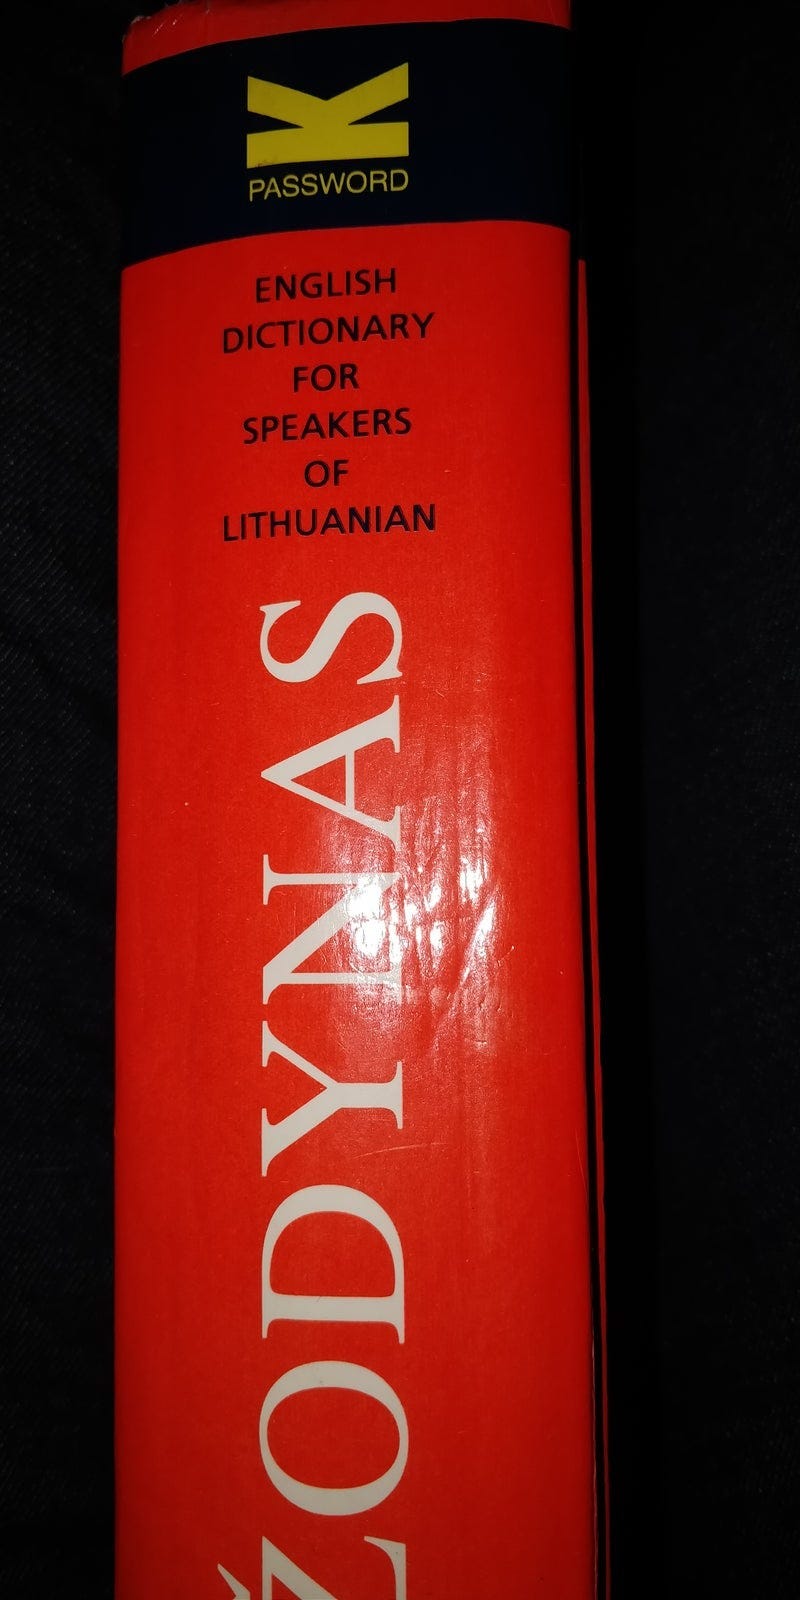 K
PASSWORD
ENGLISH
DICTIONARY
FOR
SPEAKERS
OF
LITHUANIAN
ŽODYNAS